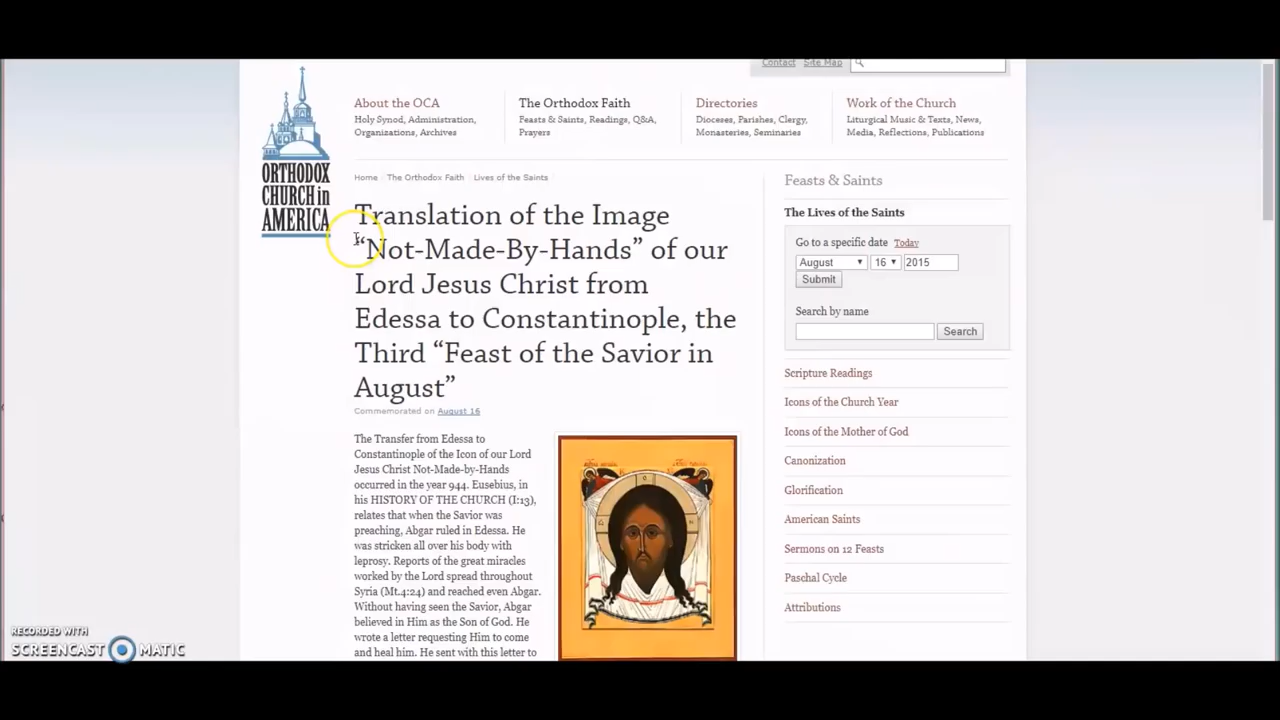 Contact Site Map
About the OCA
Holy Synod, Administration,
Organizations, Archives
The Orthodox Faith
Feasts & Saints, Readings, Q&A,
Prayers
Directories
Dioceses, Parishes, Clergy,
Monasteries, Seminaries
Work of the Church
Liturgical Music & Texts, News,
Media, Reflections, Publications
ORTHODOX
CHURCH in
AMERICA
Home The Orthodox Faith Lives of the Saints
Translation of the Image
“Not-Made-By-Hands” of our
Lord Jesus Christ from
Edessa to Constantinople, the
Third “Feast of the Savior in
August”
Commemorated on August 16
The Transfer from Edessa to
Constantinople of the Icon of our Lord
Jesus Christ Not-Made-by-Hands
occurred in the year 944. Eusebius, in
his HISTORY OF THE CHURCH (I:13),
relates that when the Savior was
preaching, Abgar ruled in Edessa. He
was stricken all over his body with
leprosy. Reports of the great miracles
worked by the Lord spread throughout
Syria (Mt.4:24) and reached even Abgar.
Without having seen the Savior, Abgar
believed in Him as the Son of God. He
wrote a letter requesting Him to come
and heal him. He sent with this letter to
Feasts & Saints
The Lives of the Saints
Go to a specific date Today
August 16 2015
Submit
Search by name
Search
Scripture Readings
Icons of the Church Year
Icons of the Mother of God
Canonization
Glorification
American Saints
Sermons on 12 Feasts
Paschal Cycle
Attributions
RECORDED WITH
SCREENCAST MATIC